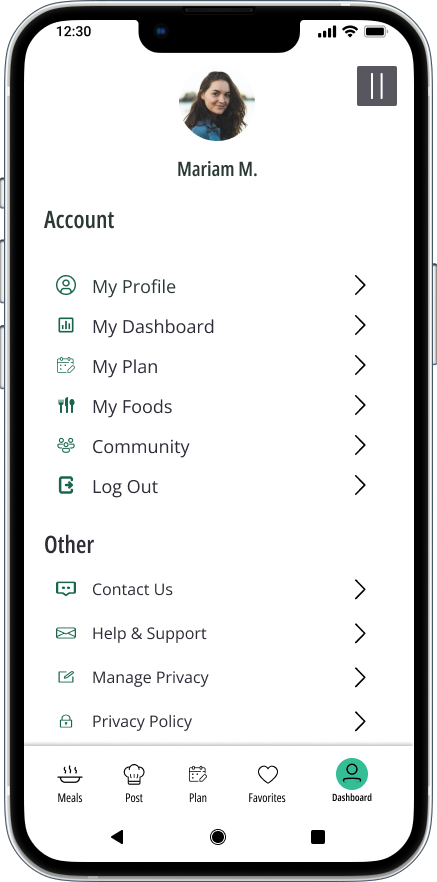 12:30
Mariam M.
Account
My Profile
My Dashboard
My Plan
My Foods
Community
Log Out
Other
Contact Us
Help & Support
Manage Privacy
Privacy Policy
Meals
Post
Plan
Favorites
Dashboard